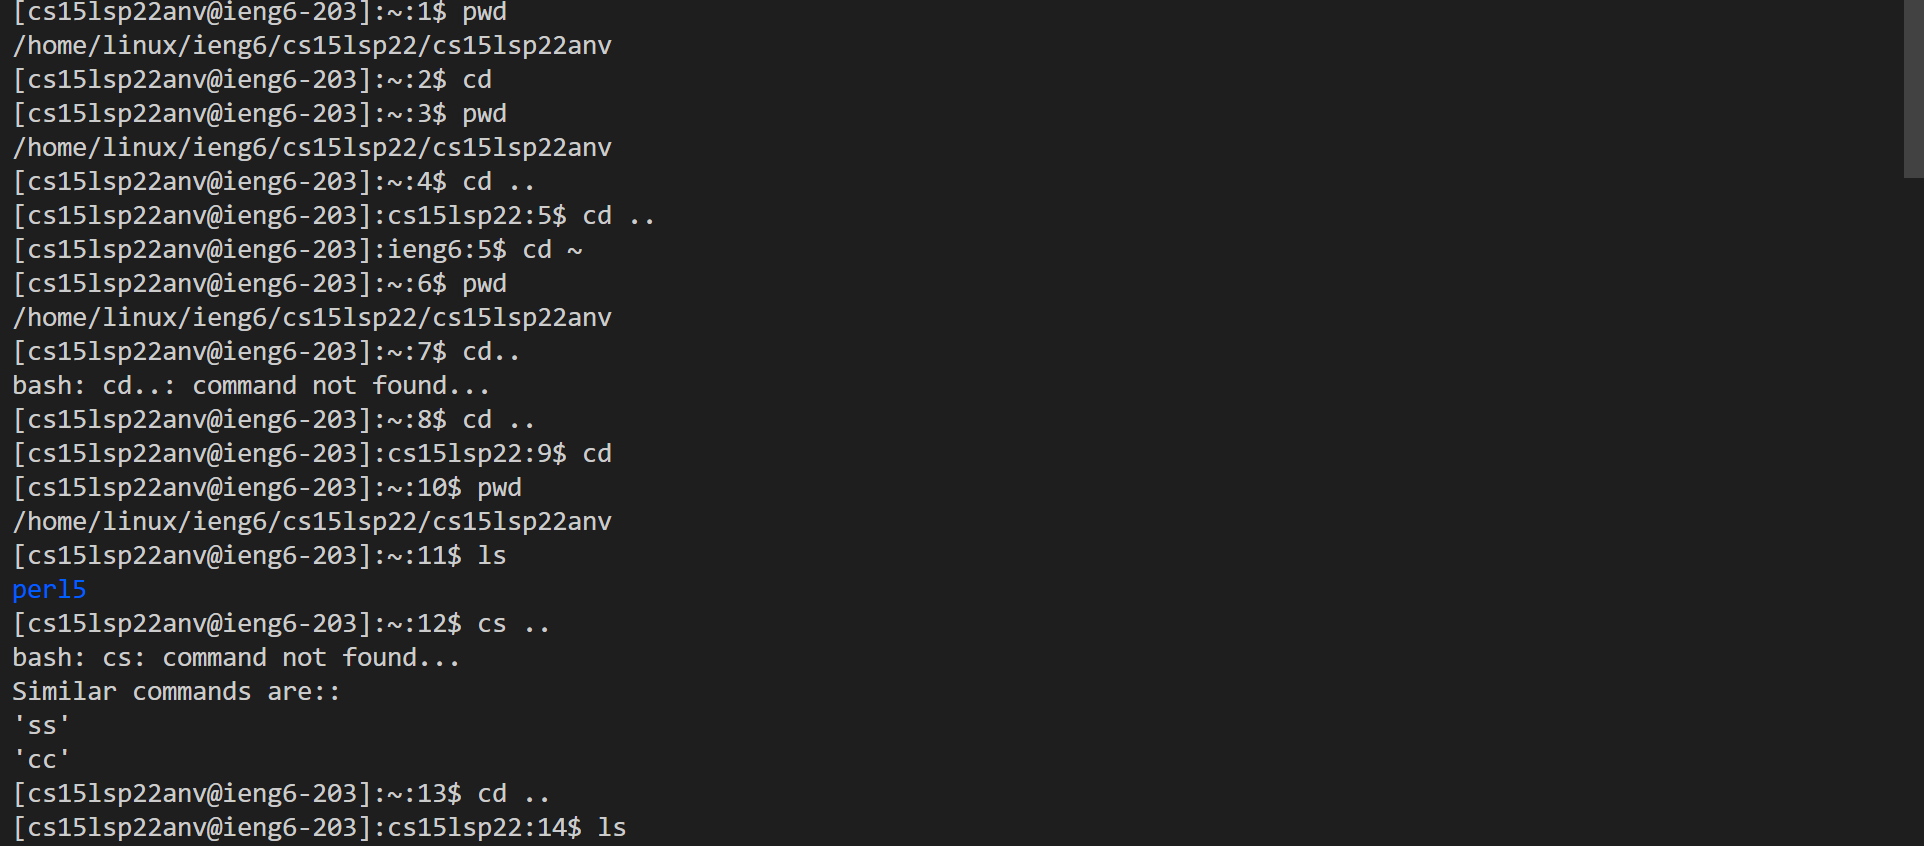 [cs15lsp22anv@ieng6-203]:~:1$ pwd
/home/linux/ieng6/cs15lsp22/cs15lsp22anv
[cs15lsp22anv@ieng6-203]:~:2$ cd
[cs15lsp22anv@ieng6-203]:~:3$ pwd
/home/linux/ieng6/cs15lsp22/cs15lsp22anv
[cs15lsp22anv@ieng6-203]:~:4$ cd ..
[cs15lsp22anv@ieng6-203]:cs15lsp22:5$ cd ..
[cs15lsp22anv@ieng6-203]:ieng6:5$ cd ~
[cs15lsp22anv@ieng6-203]:~:6$ pwd
/home/linux/ieng6/cs15lsp22/cs15lsp22anv
[cs15lsp22anv@ieng6-203]:~:7$ cd..
bash: cd..: command not found...
[cs15lsp22anv@ieng6-203]:~:8$ cd ..
[cs15lsp22anv@ieng6-203]:cs15lsp22:9$ cd
[cs15lsp22anv@ieng6-203]:~:10$ pwd
/home/linux/ieng6/cs15lsp22/cs15lsp22anv
[cs15lsp22anv@ieng6-203]:~:11$ ls
perl5
[cs15lsp22anv@ieng6-203]:~:12$ cs ..
bash: cs: command not found...
Similar commands are::
'ss'
'cc'
[cs15lsp22anv@ieng6-203]:~:13$ cd ..
[cs15lsp22anv@ieng6-203]:cs15lsp22:14$ ls